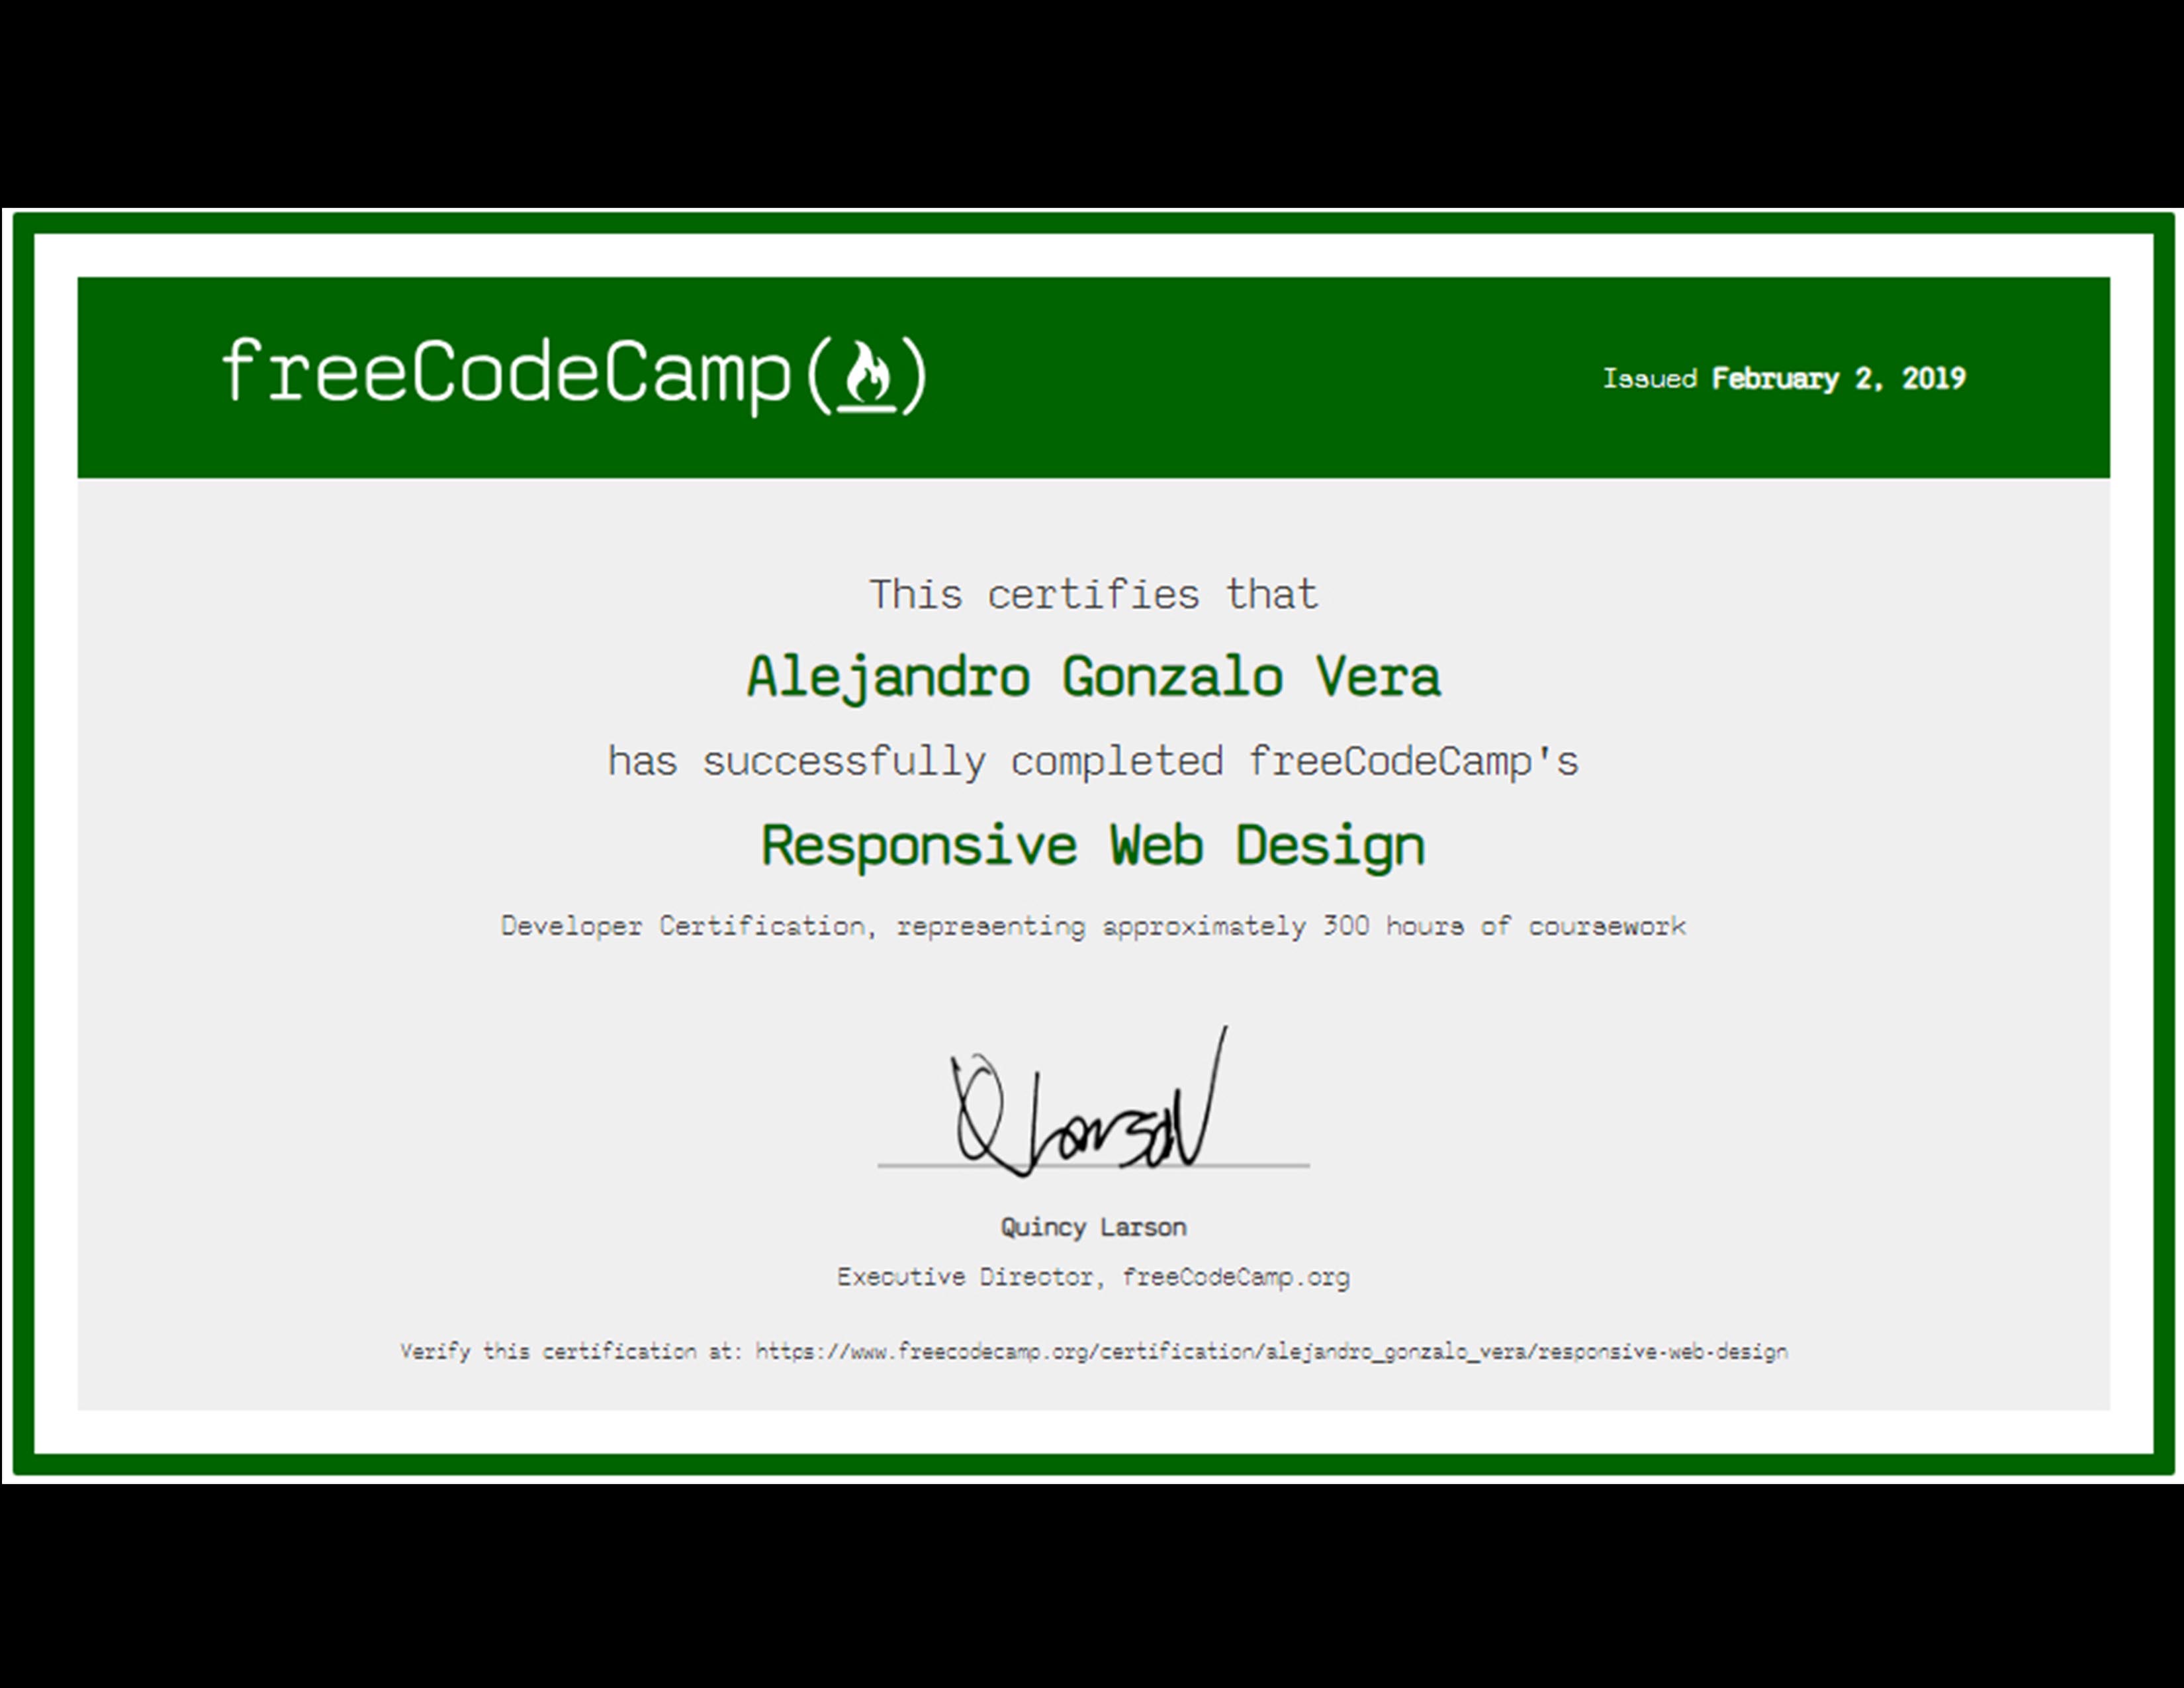 freeCodeCamp(🔥)
Issued February 2, 2019
This certifies that
Alejandro Gonzalo Vera
has successfully completed freeCodeCamp's
Responsive Web Design
Developer Certification, representing approximately 300 hours of coursework
QLarson
Quincy Larson
Executive Director, freeCodeCamp.org
Verify this certification at: https://www.freecodecamp.org/certification/alejandro_gonzalo_vera/responsive-web-design